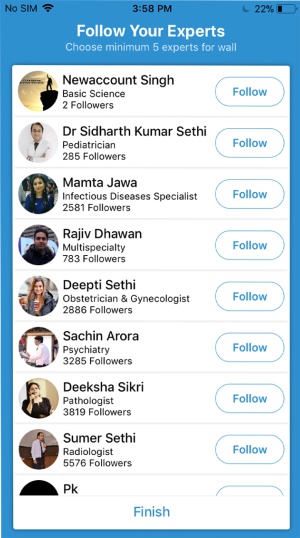 No SIM 3:58 PM 22%
Follow Your Experts
Choose minimum 5 experts for wall
Newaccount Singh
Basic Science
2 Followers
Follow
Dr Sidharth Kumar Sethi
Pediatrician
285 Followers
Follow
Mamta Jawa
Infectious Diseases Specialist
2581 Followers
Follow
Rajiv Dhawan
Multispecialty
783 Followers
Follow
Deepti Sethi
Obstetrician & Gynecologist
2886 Followers
Follow
Sachin Arora
Psychiatry
3285 Followers
Follow
Deeksha Sikri
Pathologist
3819 Followers
Follow
Sumer Sethi
Radiologist
5576 Followers
Follow
Pk
Finish